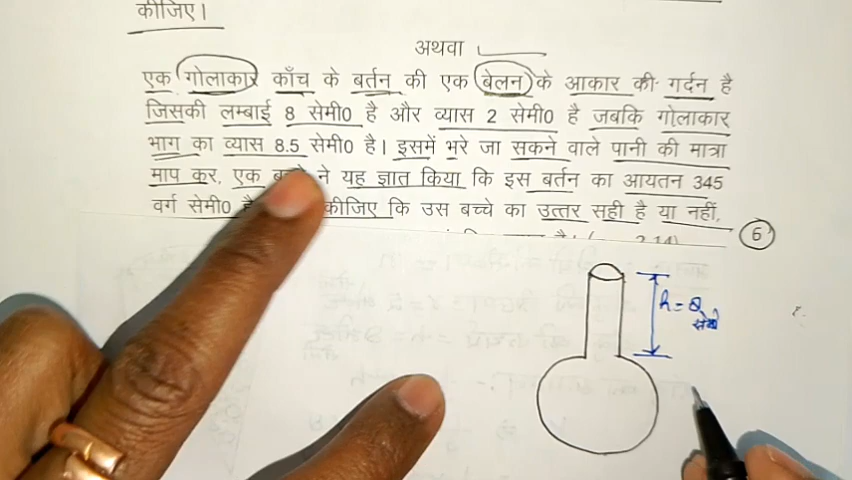 कीजिए।
अथवा
एक गोलाकार काँच के बर्तन की एक बेलन के आकार की गर्दन है
जिसकी लम्बाई 8 सेमी0 है और व्यास 2 सेमी0 है जबकि गोलाकार
भाग का व्यास 8.5 सेमी0 है। इसमें भरे जा सकने वाले पानी की मात्रा
माप कर, एक ने यह ज्ञात किया कि इस बर्तन का आयतन 345
वर्ग सेमी0 कीजिए कि उस बच्चे का उत्तर सही है या नहीं,
6
h = 8
सेमी